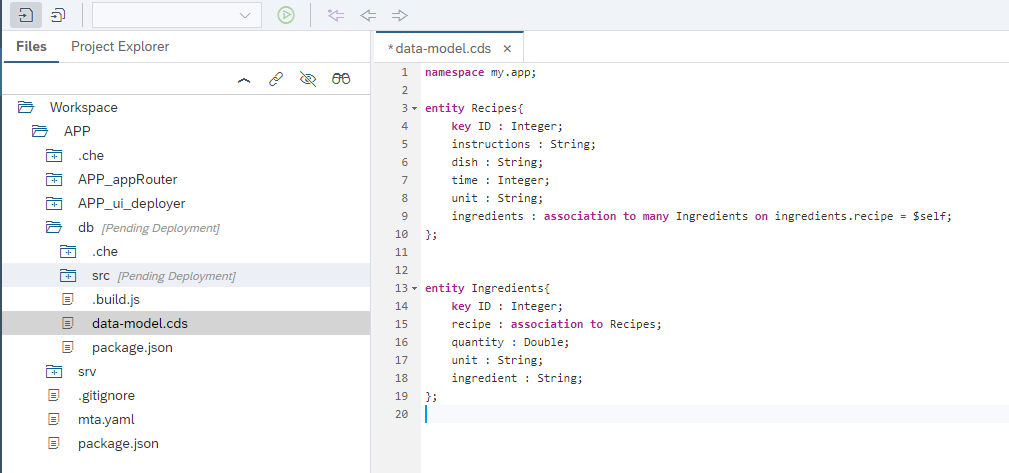 Files Project Explorer
Workspace
APP
.che
APP_appRouter
APP_ui_deployer
db [Pending Deployment]
.che
src [Pending Deployment]
.build.js
data-model.cds
package.json
srv
.gitignore
mta.yaml
package.json
*data-model.cds ×
1 namespace my.app;
2
3 entity Recipes{
4 key ID : Integer;
5 instructions : String;
6 dish : String;
7 time : Integer;
8 unit : String;
9 ingredients : association to many Ingredients on ingredients.recipe = $self;
10 };
11
12
13 entity Ingredients{
14 key ID : Integer;
15 recipe : association to Recipes;
16 quantity : Double;
17 unit : String;
18 ingredient : String;
19 };
20